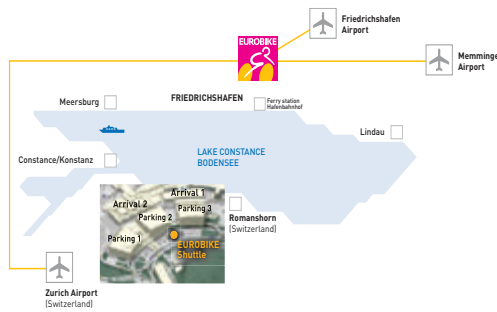 Friedrichshafen
Airport
EUROBIKE
Memminge
Airport
Meersburg
FRIEDRICHSHAFEN
Ferry station
Hafenbahnhof
Lindau
LAKE CONSTANCE
BODENSEE
Constance/Konstanz
Arrival 1
Arrival 2
Parking 3
Parking 2
Parking 1
EUROBIKE
Shuttle
Romanshorn
(Switzerland)
Zurich Airport
(Switzerland)